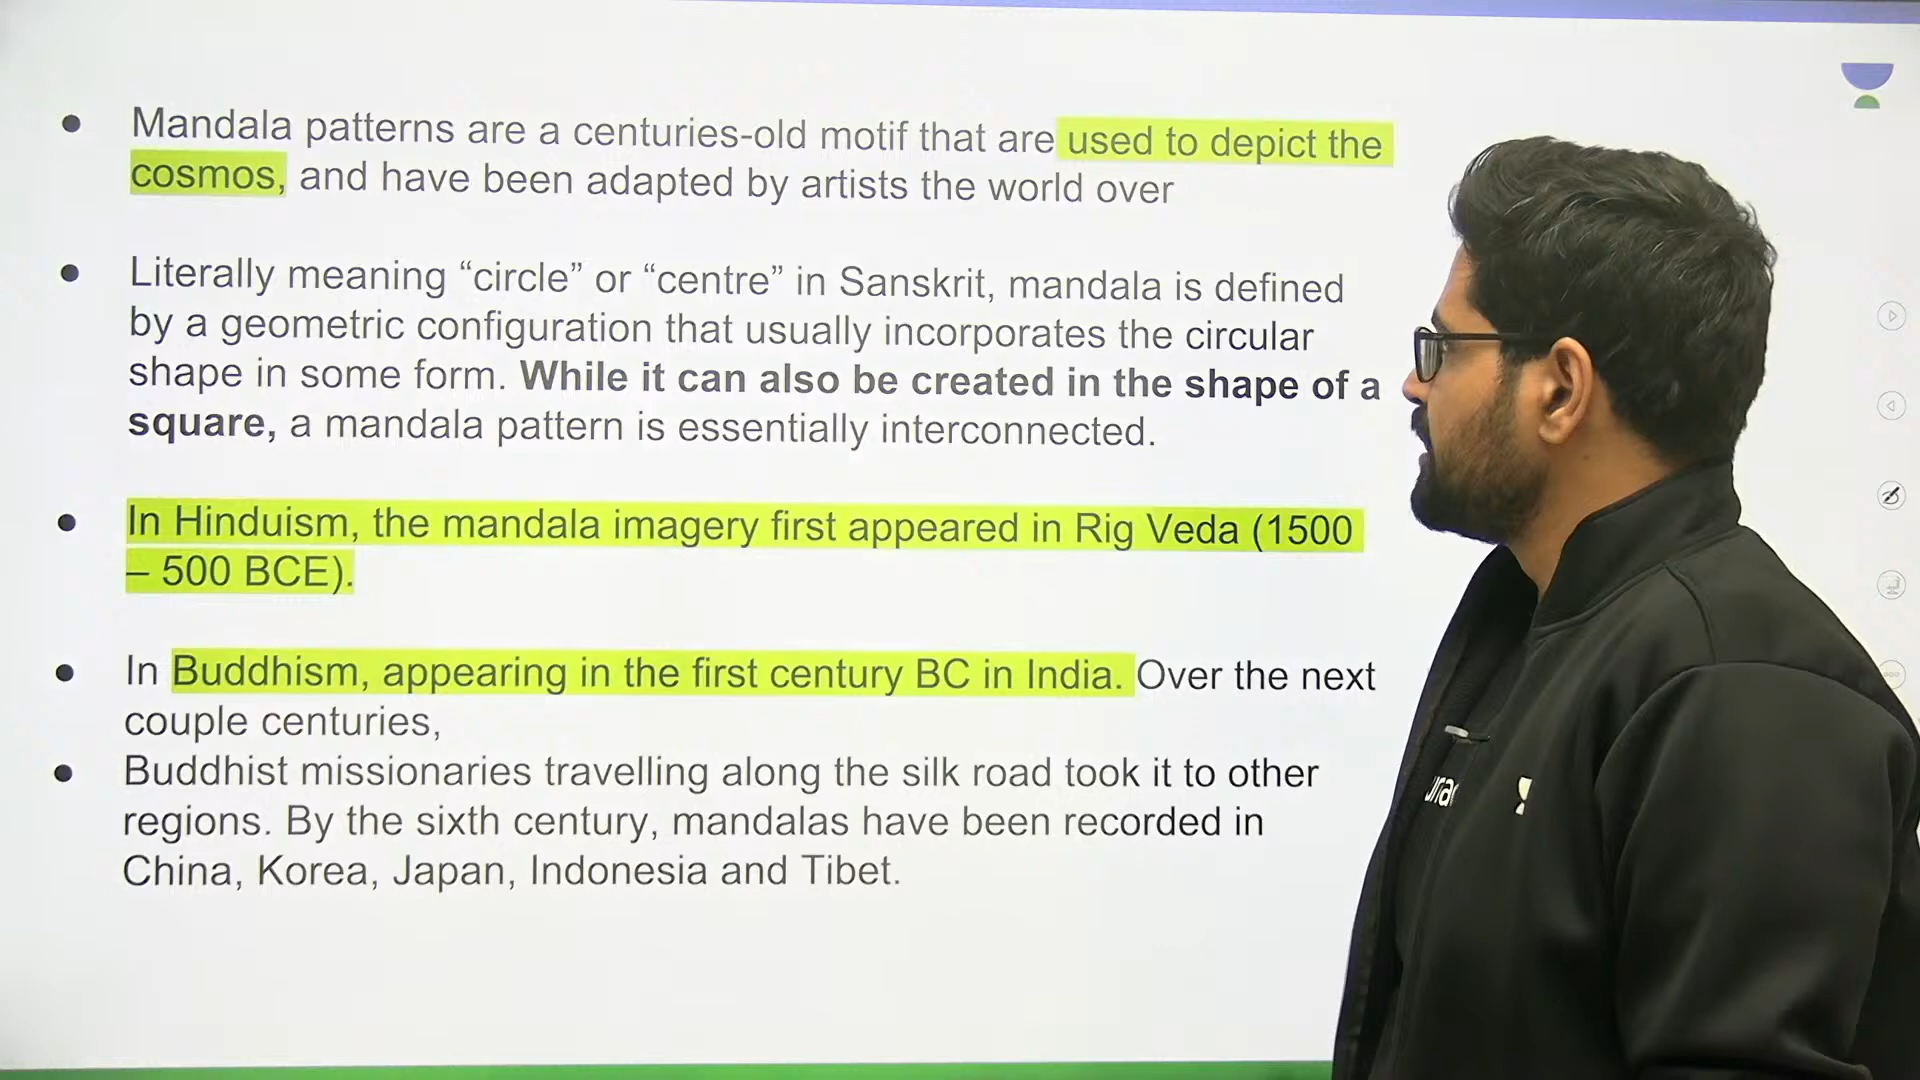 ● Mandala patterns are a centuries-old motif that are used to depict the
cosmos, and have been adapted by artists the world over
● Literally meaning “circle” or “centre” in Sanskrit, mandala is defined
by a geometric configuration that usually incorporates the circular
shape in some form. While it can also be created in the shape of a
square, a mandala pattern is essentially interconnected.
● In Hinduism, the mandala imagery first appeared in Rig Veda (1500
– 500 BCE).
● In Buddhism, appearing in the first century BC in India. Over the next
couple centuries,
● Buddhist missionaries travelling along the silk road took it to other
regions. By the sixth century, mandalas have been recorded in
China, Korea, Japan, Indonesia and Tibet.